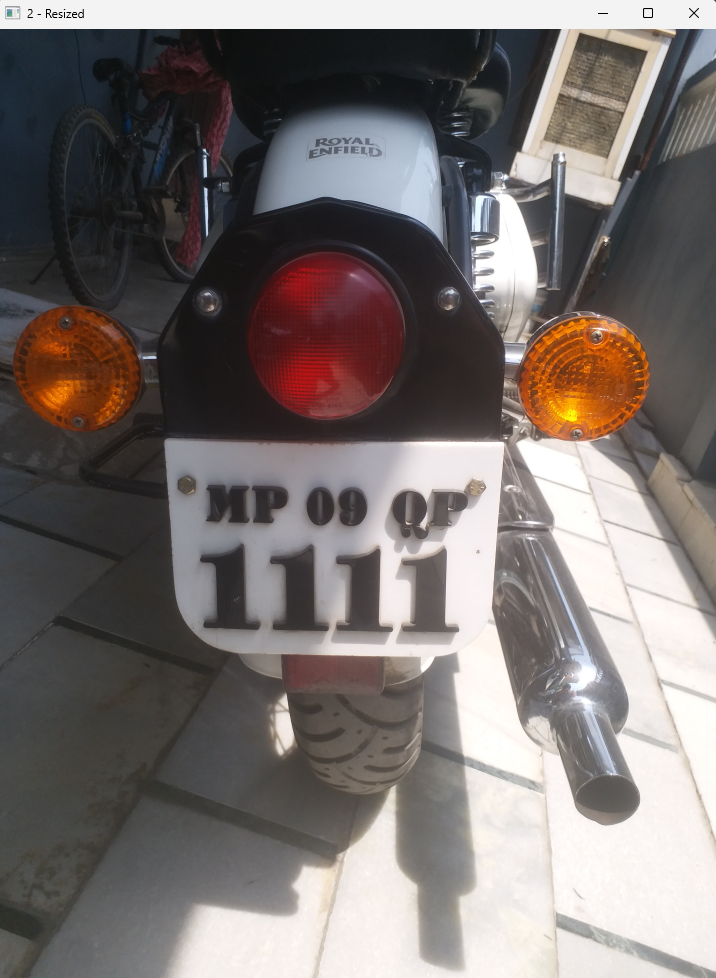 2 - Resized
ROYAL
ENFIELD
MP 09 QP
1111